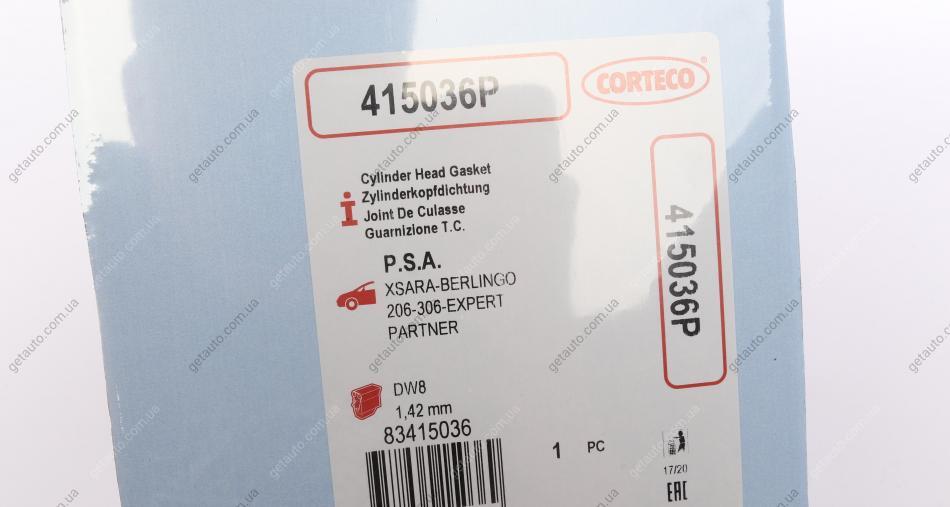 415036P
CORTECO®
Cylinder Head Gasket
Zylinderkopfdichtung
Joint De Culasse
Guarnizione T.C.
P.S.A.
XSARA-BERLINGO
206-306-EXPERT
PARTNER
415036P
DW8
1,42 mm
83415036
1 PC
17/20
EAC
getauto.com.ua